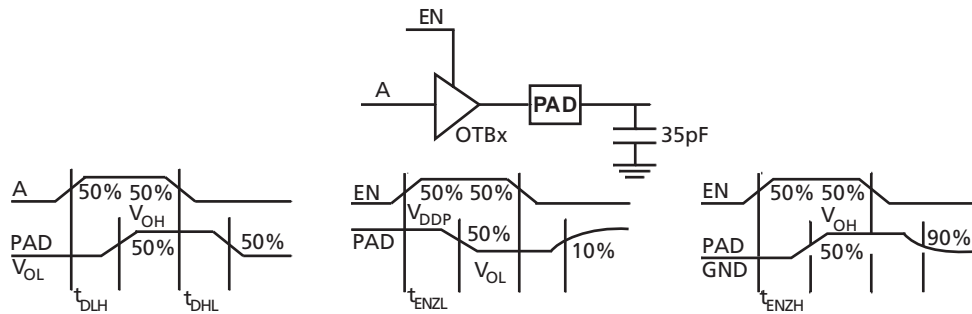 EN
A
PAD
OTBx
35pF
A
50% 50%
V_OH
PAD
50%
50%
V_OL
t_DLH
t_DHL
EN
50% 50%
V_DDP
PAD
50%
10%
V_OL
t_ENZL
EN
50% 50%
V_OH
PAD
50%
90%
GND
t_ENZH